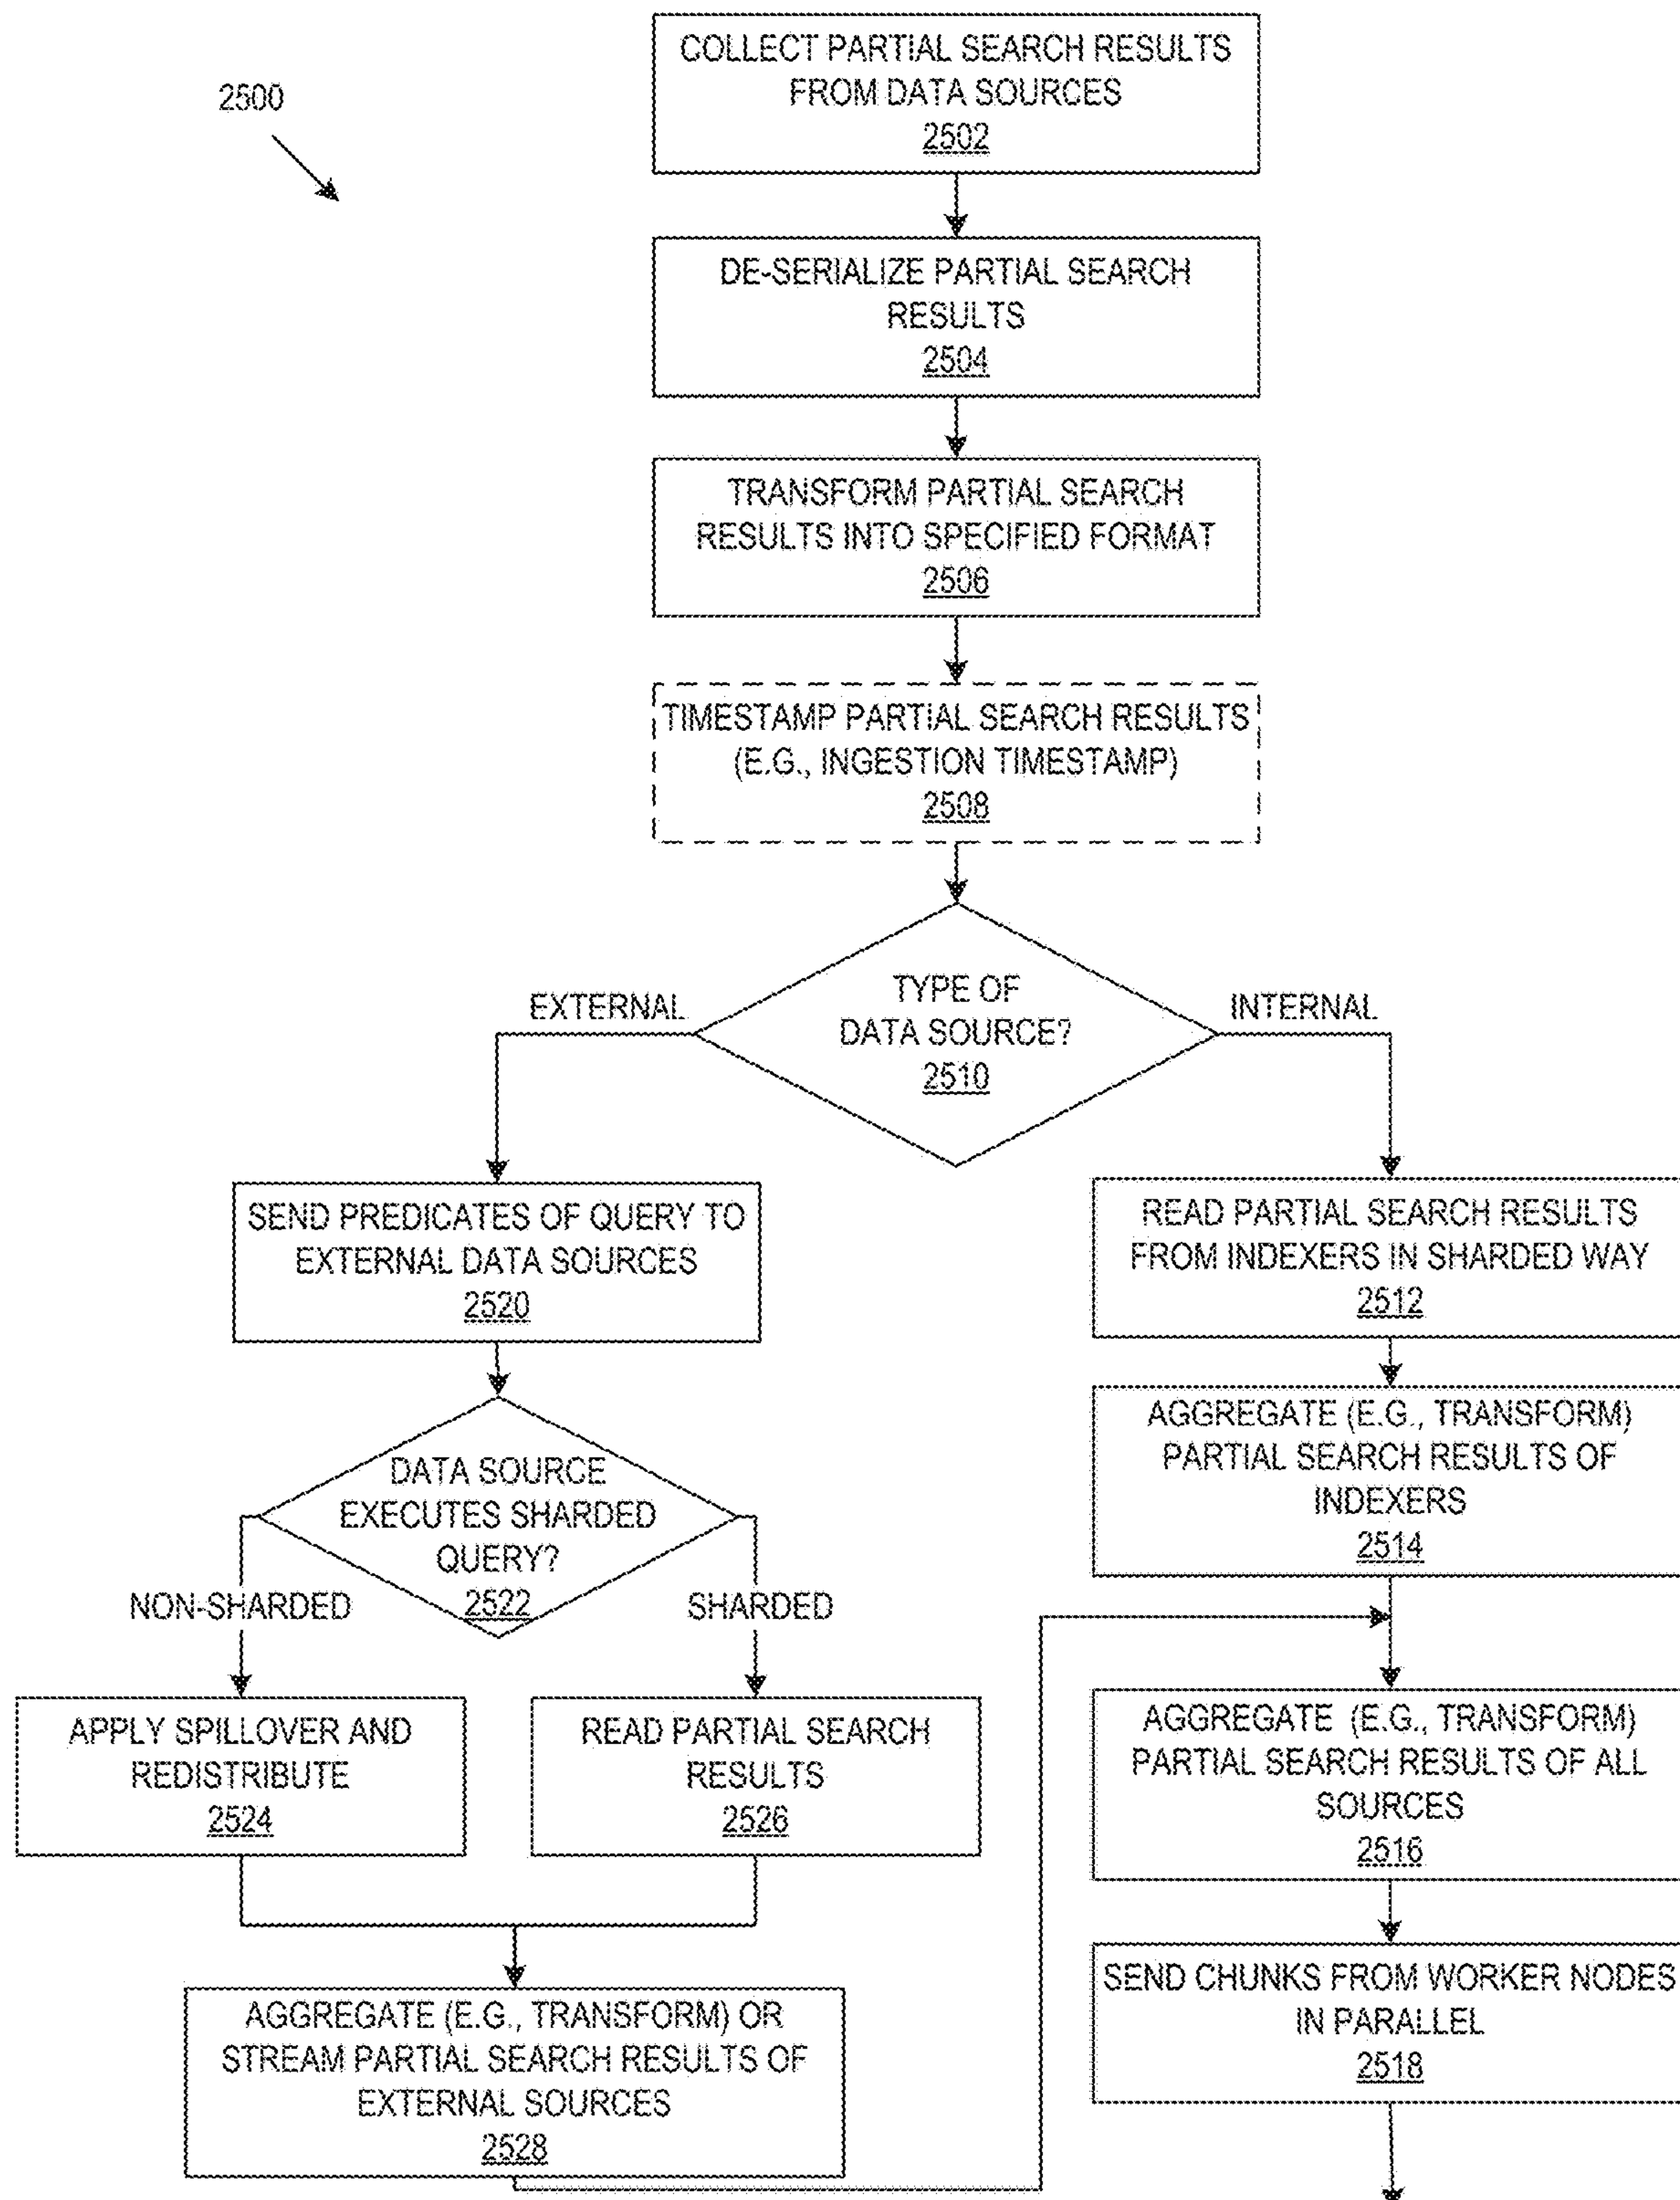 2500
COLLECT PARTIAL SEARCH RESULTS
FROM DATA SOURCES
2502
DE-SERIALIZE PARTIAL SEARCH
RESULTS
2504
TRANSFORM PARTIAL SEARCH
RESULTS INTO SPECIFIED FORMAT
2506
TIMESTAMP PARTIAL SEARCH RESULTS
(E.G., INGESTION TIMESTAMP)
2508
TYPE OF
DATA SOURCE?
2510
EXTERNAL
INTERNAL
SEND PREDICATES OF QUERY TO
EXTERNAL DATA SOURCES
2520
READ PARTIAL SEARCH RESULTS
FROM INDEXERS IN SHARDED WAY
2512
AGGREGATE (E.G., TRANSFORM)
PARTIAL SEARCH RESULTS OF
INDEXERS
2514
DATA SOURCE
EXECUTES SHARDED
QUERY?
2522
NON-SHARDED
SHARDED
APPLY SPILLOVER AND
REDISTRIBUTE
2524
READ PARTIAL SEARCH
RESULTS
2526
AGGREGATE (E.G., TRANSFORM)
PARTIAL SEARCH RESULTS OF ALL
SOURCES
2516
AGGREGATE (E.G., TRANSFORM) OR
STREAM PARTIAL SEARCH RESULTS OF
EXTERNAL SOURCES
2528
SEND CHUNKS FROM WORKER NODES
IN PARALLEL
2518